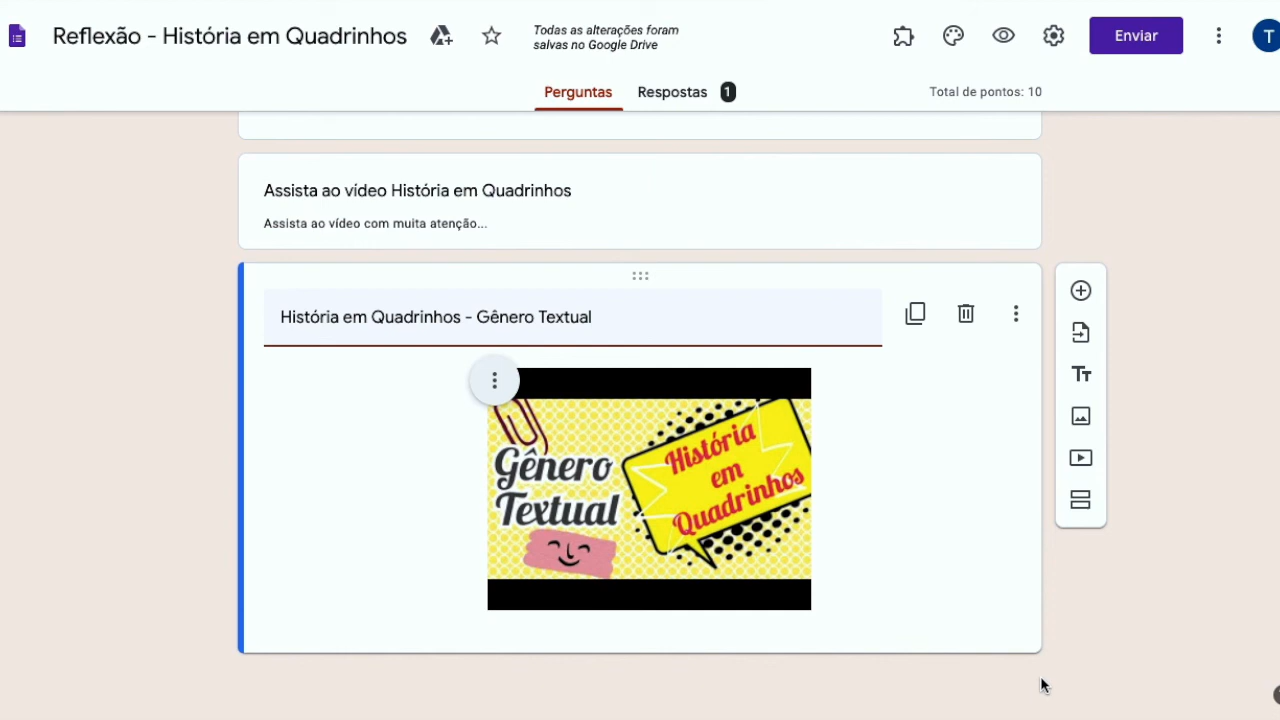 Reflexão - História em Quadrinhos
Todas as alterações foram
salvas no Google Drive
Enviar
T
Perguntas
Respostas
1
Total de pontos: 10
Assista ao vídeo História em Quadrinhos
Assista ao vídeo com muita atenção...
História em Quadrinhos - Gênero Textual
Tт
Gênero
Textual
História
em
Quadrinhos